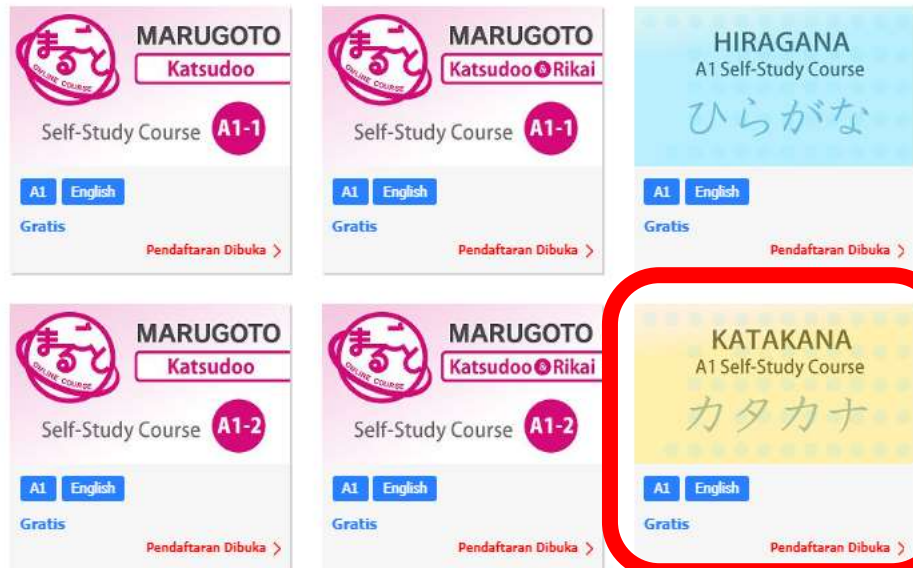 まるごと
ONLINE COURSE
MARUGOTO
Katsudoo
Self-Study Course A1-1
A1 English
Gratis
Pendaftaran Dibuka >
まるごと
ONLINE COURSE
MARUGOTO
Katsudoo & Rikai
Self-Study Course A1-1
A1 English
Gratis
Pendaftaran Dibuka >
HIRAGANA
A1 Self-Study Course
ひらがな
A1 English
Gratis
Pendaftaran Dibuka >
まるごと
ONLINE COURSE
MARUGOTO
Katsudoo
Self-Study Course A1-2
A1 English
Gratis
Pendaftaran Dibuka >
まるごと
ONLINE COURSE
MARUGOTO
Katsudoo & Rikai
Self-Study Course A1-2
A1 English
Gratis
Pendaftaran Dibuka >
KATAKANA
A1 Self-Study Course
カタカナ
A1 English
Gratis
Pendaftaran Dibuka >